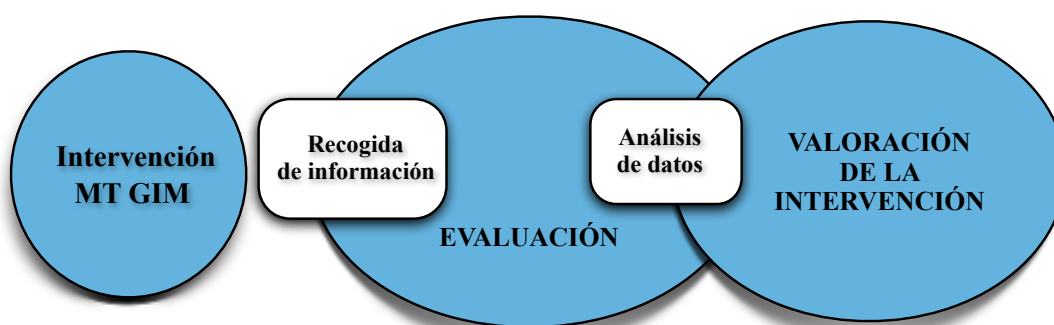 Intervención
MT GIM
Recogida
de información
EVALUACIÓN
Análisis
de datos
VALORACIÓN
DE LA
INTERVENCIÓN